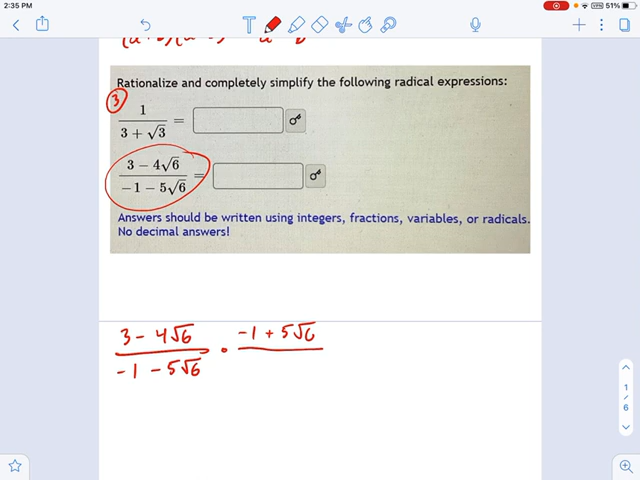 2:35 PM
VPN 51%
T
Rationalize and completely simplify the following radical expressions:
3
1 / (3 + √3) =
(3 − 4√6) / (−1 − 5√6) =
Answers should be written using integers, fractions, variables, or radicals.
No decimal answers!
3 − 4√6 −1 + 5√6
−1 − 5√6
1
/
6